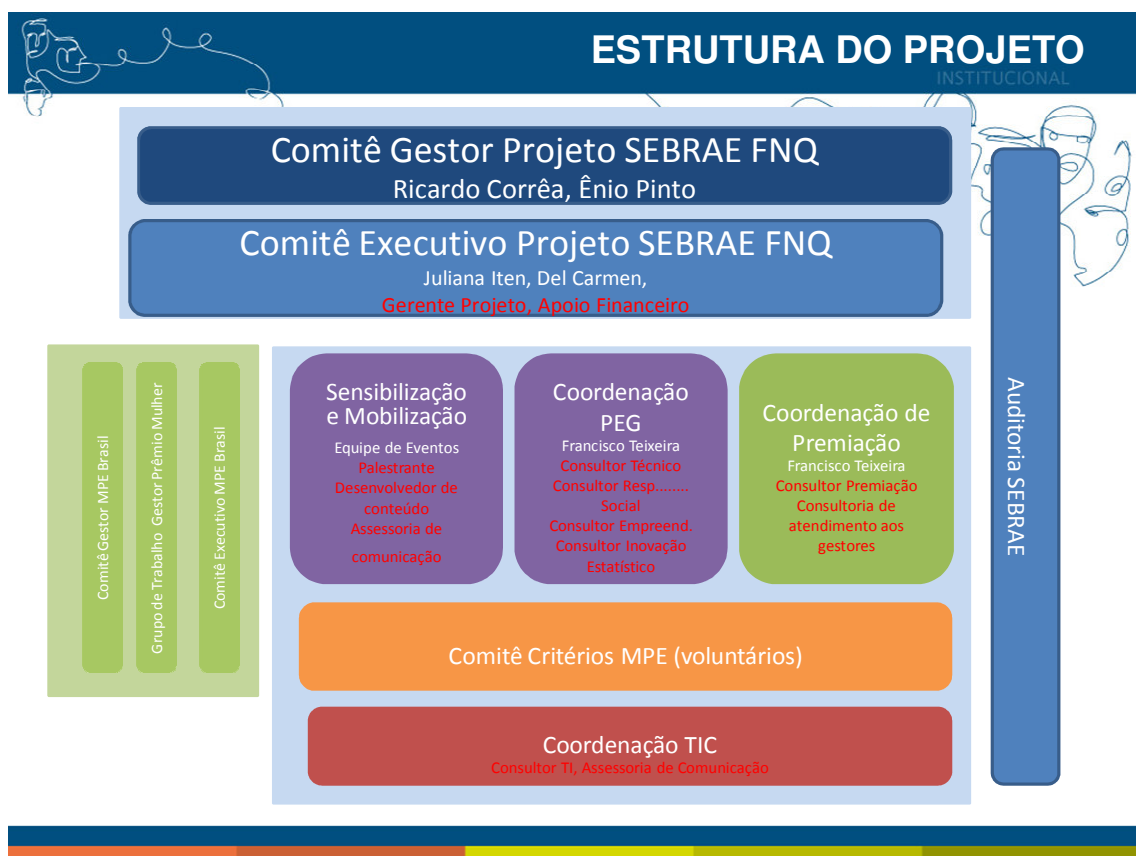 ESTRUTURA DO PROJETO
INSTITUCIONAL
Comitê Gestor Projeto SEBRAE FNQ
Ricardo Corrêa, Ênio Pinto
Comitê Executivo Projeto SEBRAE FNQ
Juliana Iten, Del Carmen,
Gerente Projeto, Apoio Financeiro
Comitê Gestor MPE Brasil
Grupo de Trabalho Gestor Prêmio Mulher
Comitê Executivo MPE Brasil
Sensibilização
e Mobilização
Equipe de Eventos
Palestrante
Desenvolvedor de
conteúdo
Assessoria de
comunicação
Coordenação
PEG
Francisco Teixeira
Consultor Técnico
Consultor Resp........
Social
Consultor Empreend.
Consultor Inovação
Estatístico
Coordenação de
Premiação
Francisco Teixeira
Consultor Premiação
Consultoria de
atendimento aos
gestores
Comitê Critérios MPE (voluntários)
Coordenação TIC
Consultor TI, Assessoria de Comunicação
Auditoria SEBRAE